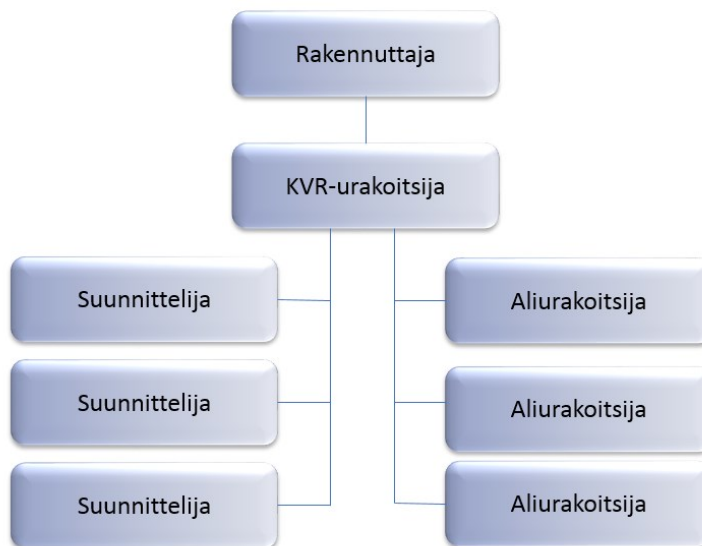 Rakennuttaja
KVR-urakoitsija
Suunnittelija
Aliurakoitsija
Suunnittelija
Aliurakoitsija
Suunnittelija
Aliurakoitsija